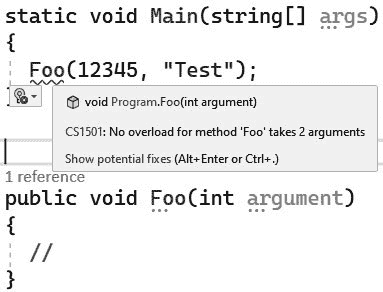 static void Main(string[] args)
{
Foo(12345, "Test");
void Program.Foo(int argument)
CS1501: No overload for method 'Foo' takes 2 arguments
Show potential fixes (Alt+Enter or Ctrl+.)
1 reference
public void Foo(int argument)
{
//
}